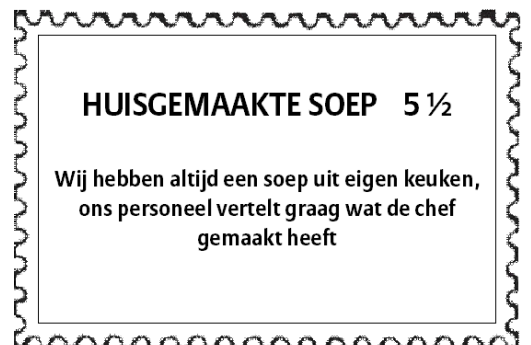 HUISGEMAAKTE SOEP 5 ½
Wij hebben altijd een soep uit eigen keuken,
ons personeel vertelt graag wat de chef
gemaakt heeft